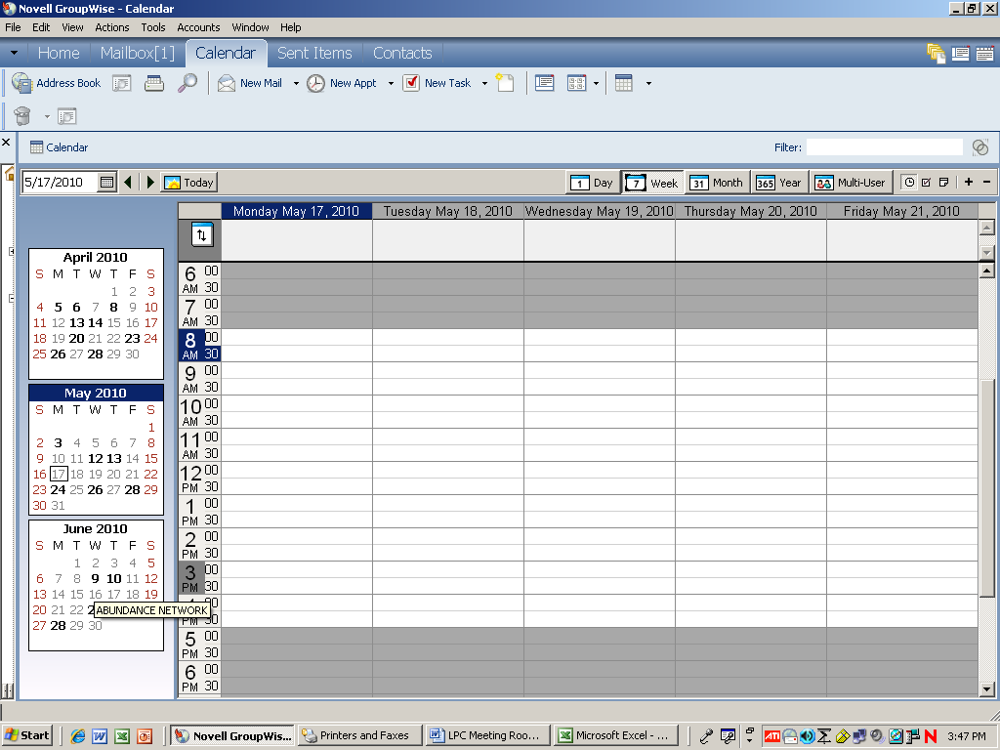 Novell GroupWise - Calendar
File Edit View Actions Tools Accounts Window Help
Home Mailbox[1] Calendar Sent Items Contacts
Address Book New Mail New Appt New Task
Calendar Filter:
5/17/2010 Today 1 Day 7 Week 31 Month 365 Year Multi-User
Monday May 17, 2010 Tuesday May 18, 2010 Wednesday May 19, 2010 Thursday May 20, 2010 Friday May 21, 2010
April 2010
S M T W T F S
1 2 3
4 5 6 7 8 9 10
11 12 13 14 15 16 17
18 19 20 21 22 23 24
25 26 27 28 29 30
May 2010
S M T W T F S
1
2 3 4 5 6 7 8
9 10 11 12 13 14 15
16 17 18 19 20 21 22
23 24 25 26 27 28 29
30 31
June 2010
S M T W T F S
1 2 3 4 5
6 7 8 9 10 11 12
13 14 15 16 17 18 19
20 21 22
ABUNDANCE NETWORK
27 28 29 30
6 00
AM 30
7 00
AM 30
8 00
AM 30
9 00
AM 30
10 00
AM 30
11 00
AM 30
12 00
PM 30
1 00
PM 30
2 00
PM 30
3 00
PM 30
00
PM 30
5 00
PM 30
6 00
PM 30
Start Novell GroupWis... Printers and Faxes LPC Meeting Roo... Microsoft Excel - ... ATI 3:47 PM